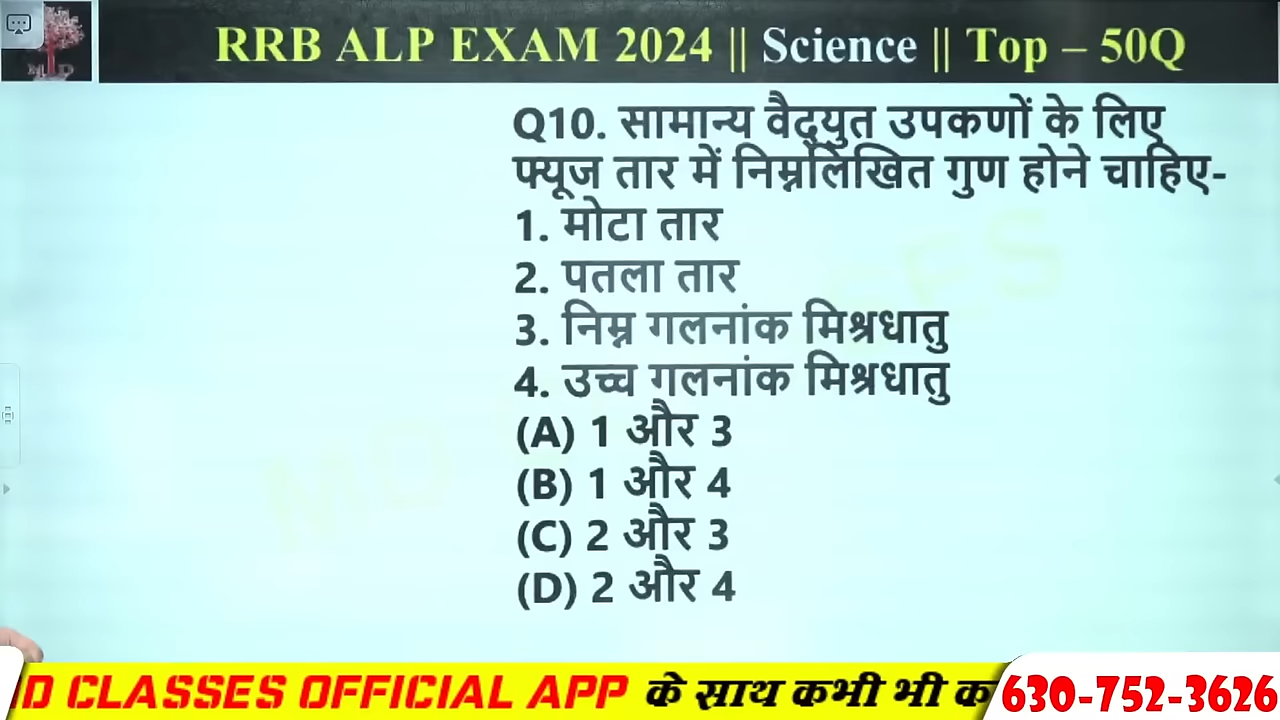 RRB ALP EXAM 2024 || Science || Top – 50Q
Q10. सामान्य वैद्युत उपकणों के लिए
फ्यूज तार में निम्नलिखित गुण होने चाहिए-
1. मोटा तार
2. पतला तार
3. निम्न गलनांक मिश्रधातु
4. उच्च गलनांक मिश्रधातु
(A) 1 और 3
(B) 1 और 4
(C) 2 और 3
(D) 2 और 4
D CLASSES OFFICIAL APP के साथ कभी भी
630-752-3626